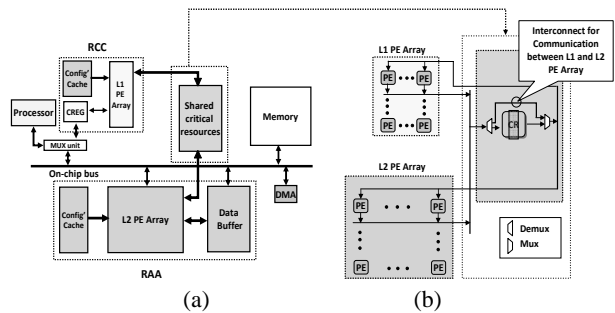 RCC
Config'
Cache
L1
PE
Array
CREG
Processor
MUX unit
Shared
critical
resources
Memory
On-chip bus
DMA
Config'
Cache
L2 PE Array
Data
Buffer
RAA
(a)
Interconnect for
Communication
between L1 and L2
PE Array
L1 PE Array
PE
PE
PE
PE
CR
L2 PE Array
PE
PE
PE
PE
Demux
Mux
(b)